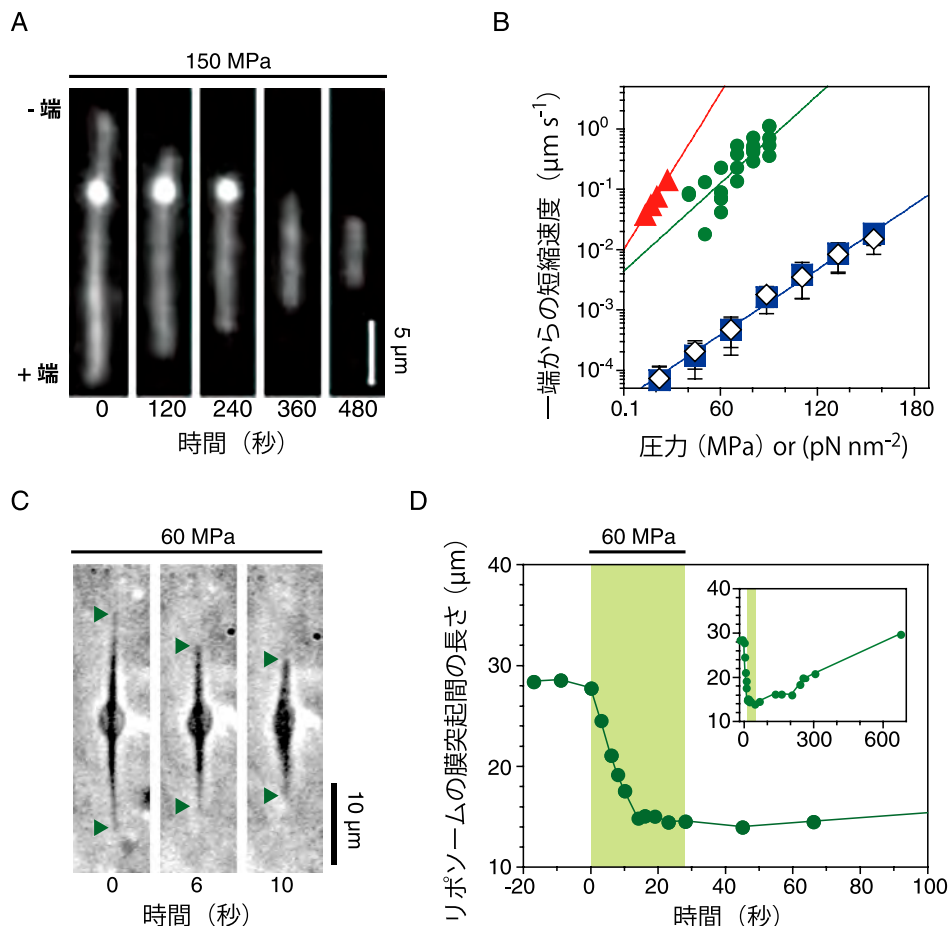 A
150 MPa
- 端
+ 端
5 μm
0 120 240 360 480
時間（秒）
B
一端からの短縮速度（μm s-1）
100
10-1
10-2
10-3
10-4
0.1 60 120 180
圧力（MPa）or (pN nm-2)
C
60 MPa
10 μm
0 6 10
時間（秒）
D
60 MPa
リポソームの膜突起間の長さ（μm）
40
30
20
10
-20 0 20 40 60 80 100
時間（秒）
40
30
20
10
0 300 600